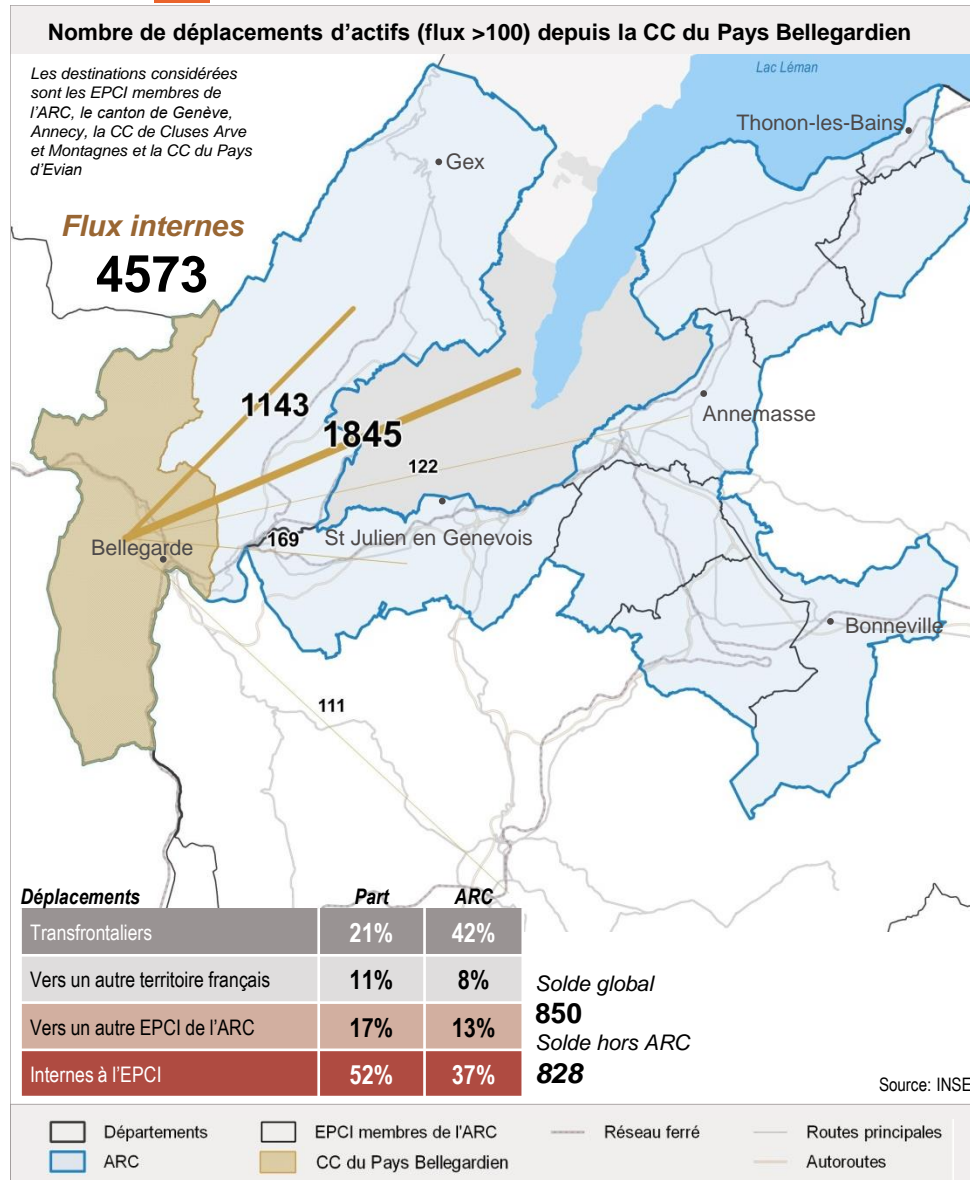 Nombre de déplacements d'actifs (flux >100) depuis la CC du Pays Bellegardien
Les destinations considérées
sont les EPCI membres de
l'ARC, le canton de Genève,
Annecy, la CC de Cluses Arve
et Montagnes et la CC du Pays
d'Evian
Lac Léman
Thonon-les-Bains
Gex
Flux internes
4573
1143
1845
Annemasse
122
169
St Julien en Genevois
Bellegarde
Bonneville
111
Déplacements Part ARC
Transfrontaliers 21% 42%
Vers un autre territoire français 11% 8%
Vers un autre EPCI de l'ARC 17% 13%
Internes à l'EPCI 52% 37%
Solde global
850
Solde hors ARC
828
Source: INSE
Départements EPCI membres de l'ARC Réseau ferré Routes principales
ARC CC du Pays Bellegardien Autoroutes